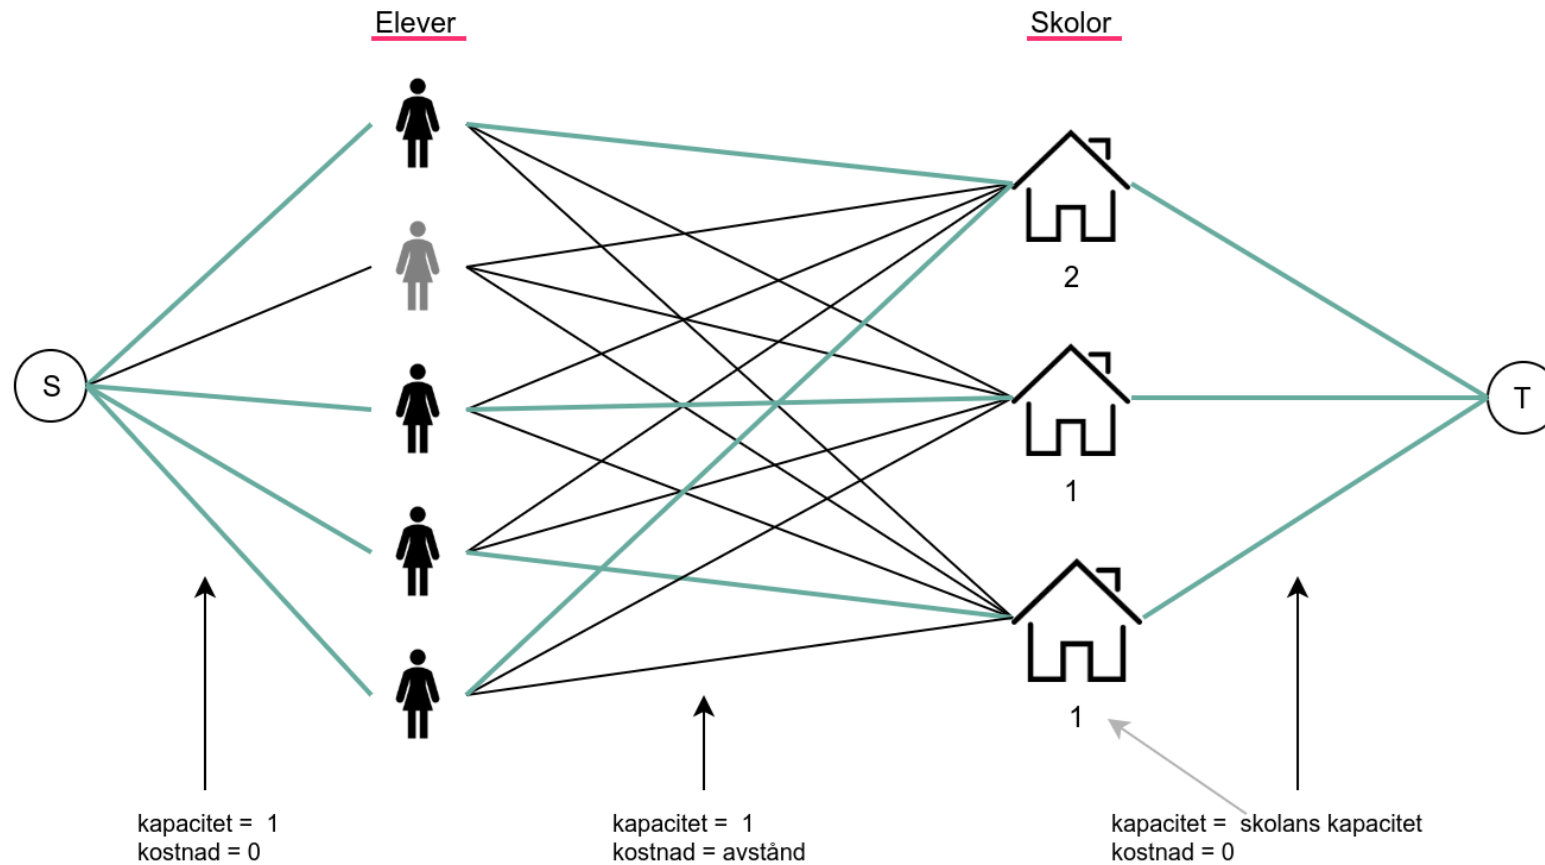 Elever
Skolor
2
S
T
1
1
kapacitet = 1
kostnad = 0
kapacitet = 1
kostnad = avstånd
kapacitet = skolans kapacitet
kostnad = 0